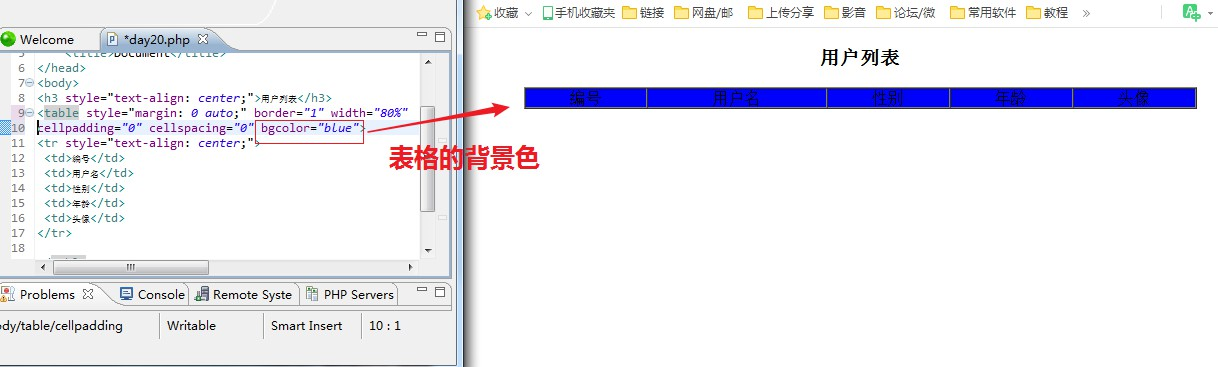 Welcome
*day20.php
5 <title>Document</title>
6 </head>
7 <body>
8 <h3 style="text-align: center;">用户列表</h3>
9 <table style="margin: 0 auto;" border="1" width="80%"
10 cellpadding="0" cellspacing="0" bgcolor="blue">
11 <tr style="text-align: center;">
12 <td>编号</td>
13 <td>用户名</td>
14 <td>性别</td>
15 <td>年龄</td>
16 <td>头像</td>
17 </tr>
18
Problems Console Remote Syste PHP Servers
ody/table/cellpadding Writable Smart Insert 10 : 1
收藏 手机收藏夹 链接 网盘/邮 上传分享 影音 论坛/微 常用软件 教程 »
用户列表
编号 用户名 性别 年龄 头像
表格的背景色